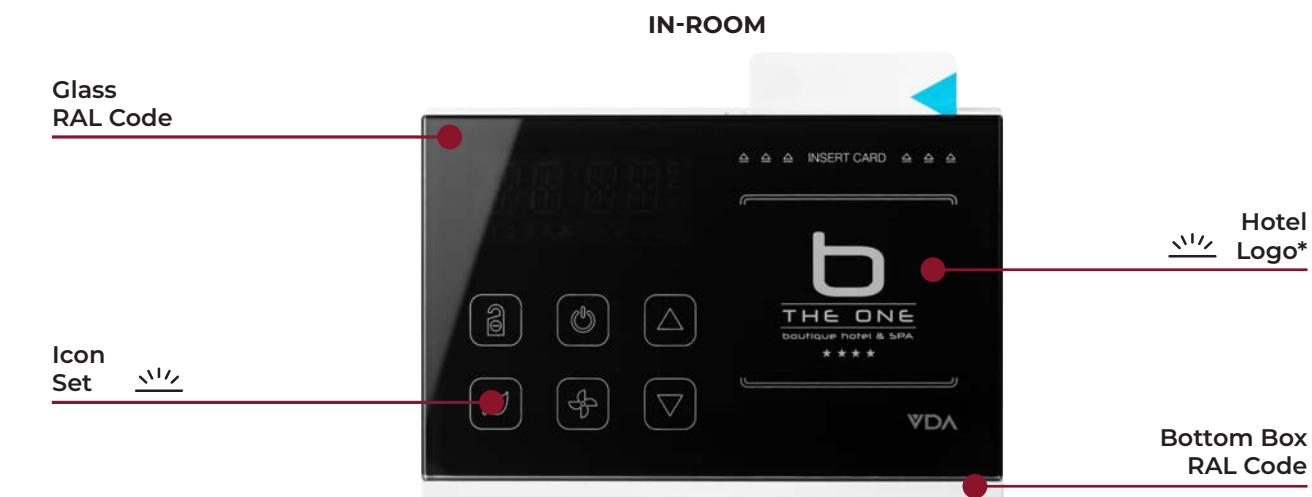 IN-ROOM
Glass
RAL Code
INSERT CARD
Hotel
Logo*
b
THE ONE
boutique hotel & SPA
★★★★
Icon
Set
VDA
Bottom Box
RAL Code